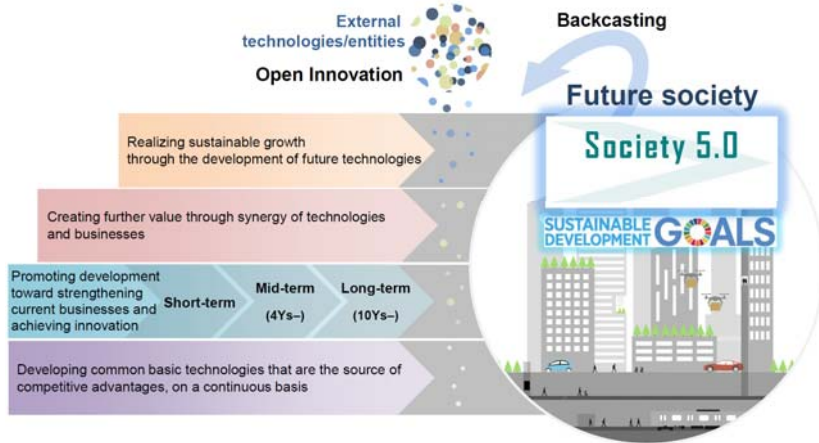 External
technologies/entities
Open Innovation
Backcasting
Future society
Society 5.0
SUSTAINABLE
DEVELOPMENT
GOALS
Realizing sustainable growth
through the development of future technologies
Creating further value through synergy of technologies
and businesses
Promoting development
toward strengthening
current businesses and
achieving innovation
Short-term
Mid-term
(4Ys–)
Long-term
(10Ys–)
Developing common basic technologies that are the source of
competitive advantages, on a continuous basis